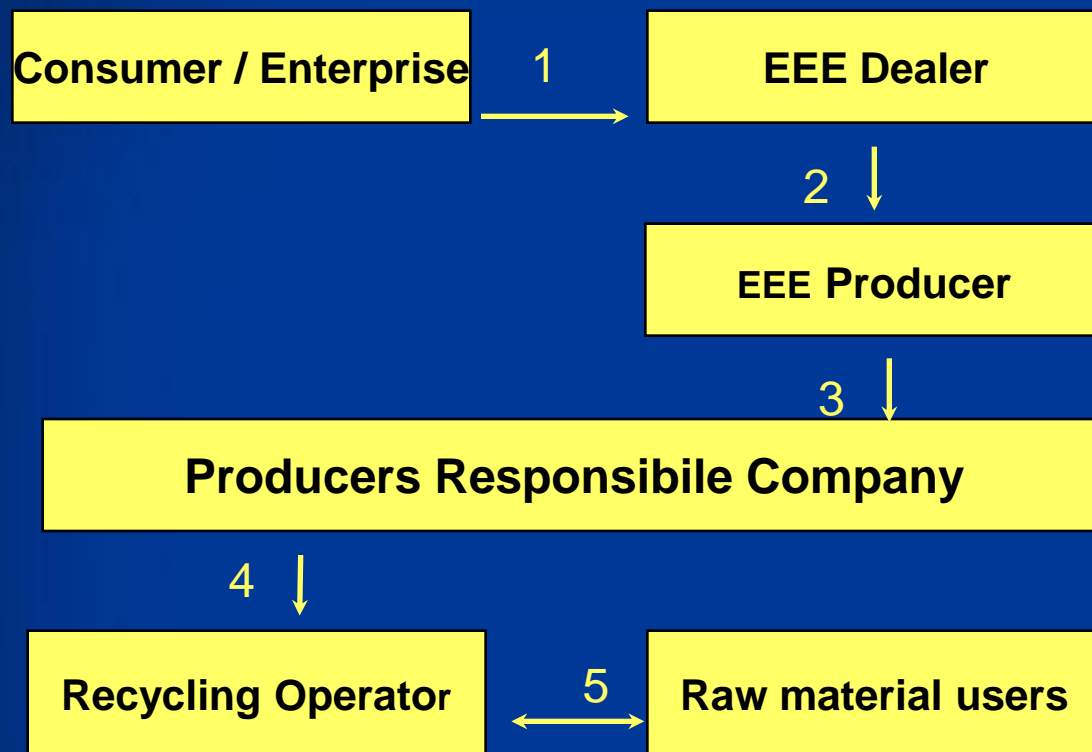 Consumer / Enterprise
1
EEE Dealer
2
EEE Producer
3
Producers Responsibile Company
4
Recycling Operator
5
Raw material users